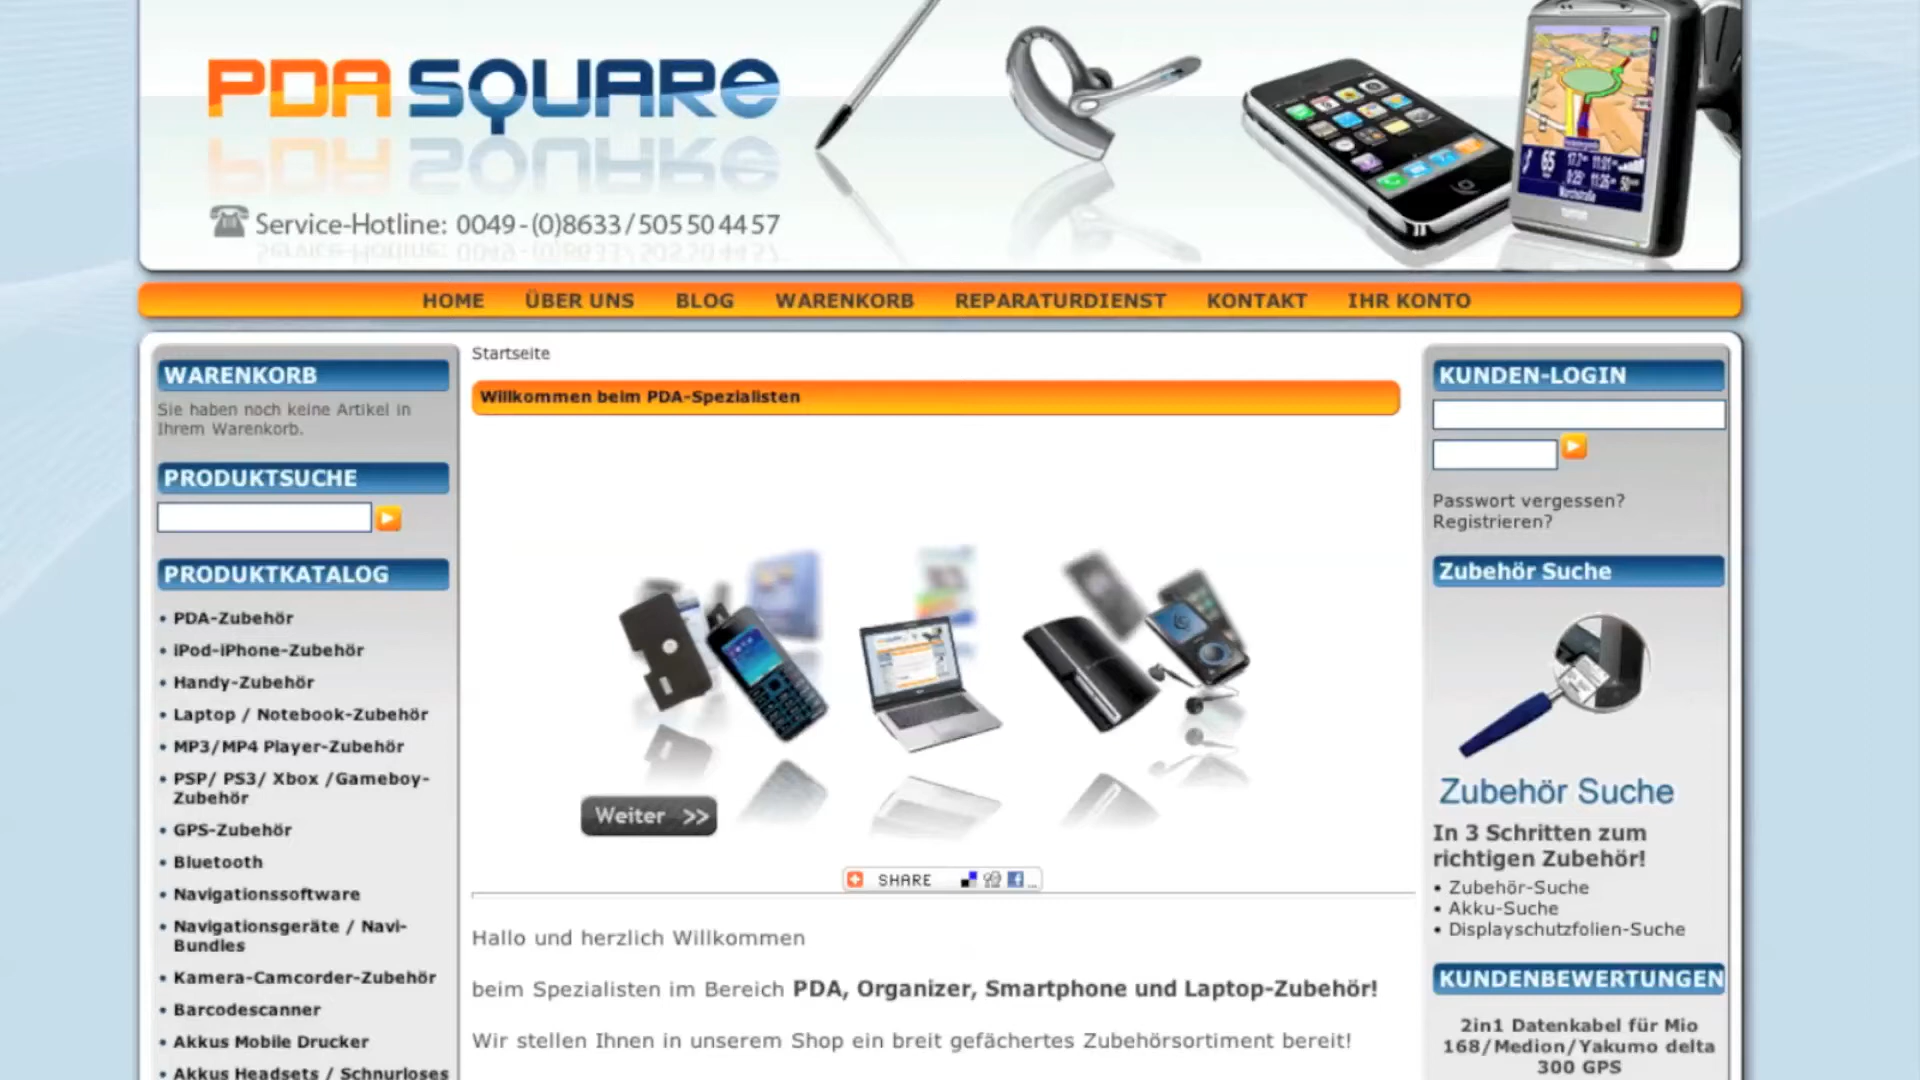 PDA SQUARE
Service-Hotline: 0049-(0)8633/505504457
HOME ÜBER UNS BLOG WARENKORB REPARATURDIENST KONTAKT IHR KONTO
WARENKORB
Sie haben noch keine Artikel in
Ihrem Warenkorb.
PRODUKTSUCHE
PRODUKTKATALOG
• PDA-Zubehör
• iPod-iPhone-Zubehör
• Handy-Zubehör
• Laptop / Notebook-Zubehör
• MP3/MP4 Player-Zubehör
• PSP/ PS3/ Xbox /Gameboy-
Zubehör
• GPS-Zubehör
• Bluetooth
• Navigationssoftware
• Navigationsgeräte / Navi-
Bundles
• Kamera-Camcorder-Zubehör
• Barcodescanner
• Akkus Mobile Drucker
• Akkus Headsets / Schnurloses
Startseite
Willkommen beim PDA-Spezialisten
Weiter >>
SHARE ...
Hallo und herzlich Willkommen
beim Spezialisten im Bereich PDA, Organizer, Smartphone und Laptop-Zubehör!
Wir stellen Ihnen in unserem Shop ein breit gefächertes Zubehörsortiment bereit!
KUNDEN-LOGIN
Passwort vergessen?
Registrieren?
Zubehör Suche
Zubehör Suche
In 3 Schritten zum
richtigen Zubehör!
• Zubehör-Suche
• Akku-Suche
• Displayschutzfolien-Suche
KUNDENBEWERTUNGEN
2in1 Datenkabel für Mio
168/Medion/Yakumo delta
300 GPS